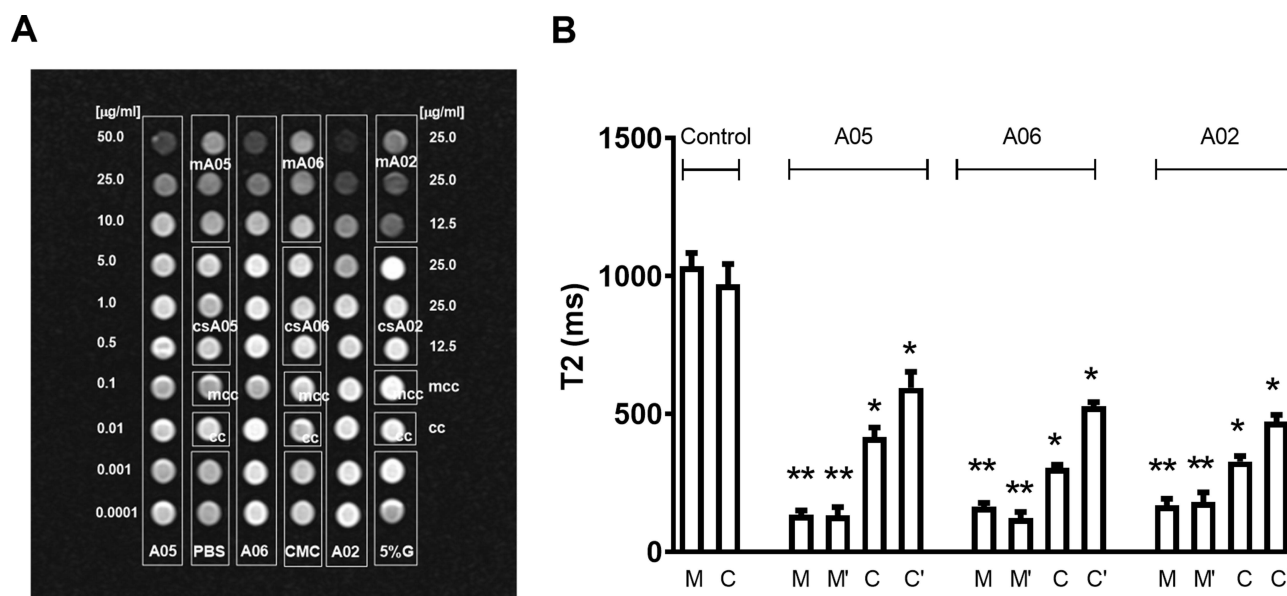 A
B
[µg/ml]
[µg/ml]
50.0
25.0
mA05
mA06
mA02
25.0
25.0
10.0
12.5
5.0
25.0
1.0
25.0
csA05
csA06
csA02
0.5
12.5
0.1
mcc
mcc
mcc
mcc
0.01
cc
cc
cc
cc
0.001
0.0001
A05 PBS A06 CMC A02 5%G
1500
Control A05 A06 A02
1000
T2 (ms)
* * *
* * *
500
** ** ** ** ** **
0
M C M M' C C' M M' C C' M M' C C